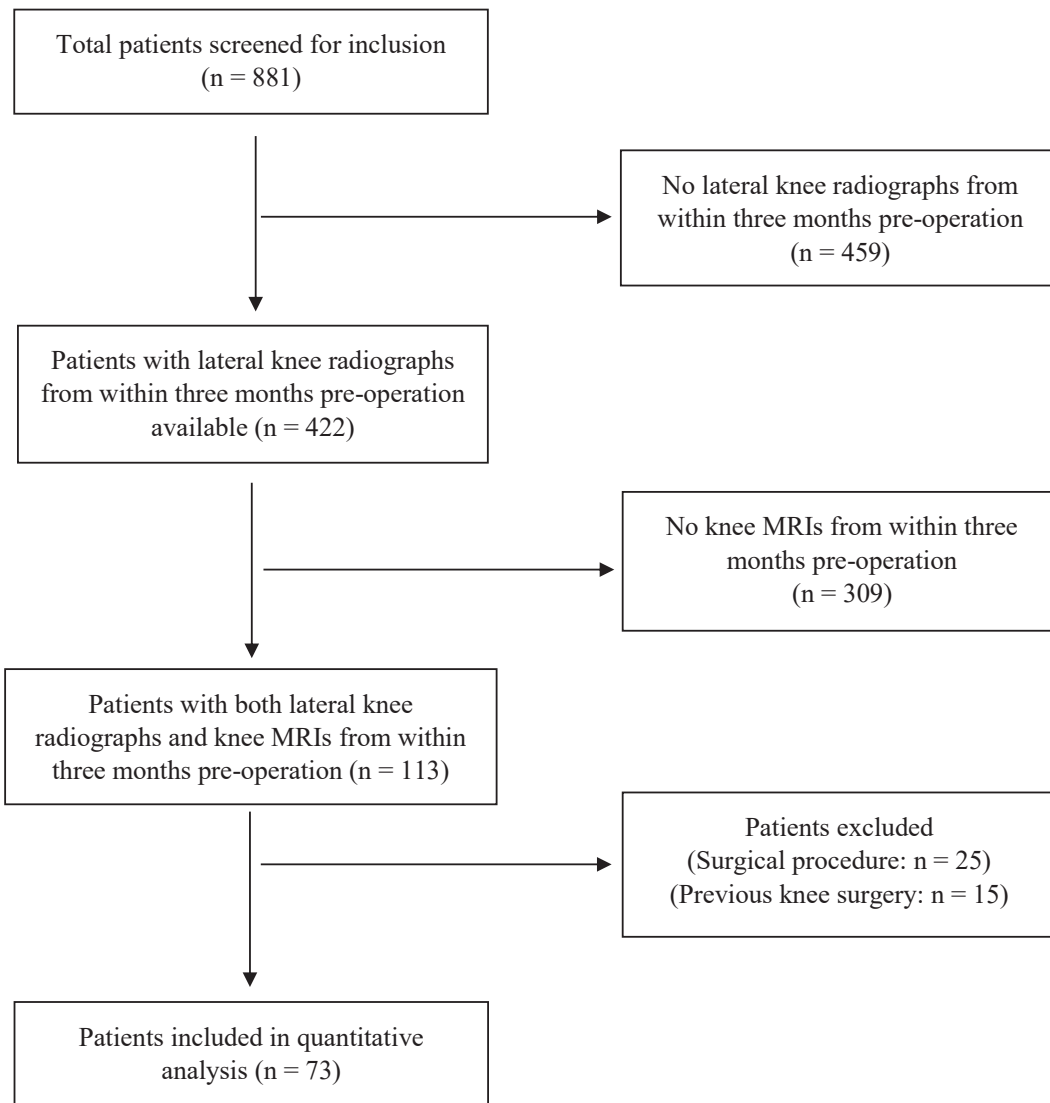 Total patients screened for inclusion
(n = 881)
No lateral knee radiographs from
within three months pre-operation
(n = 459)
Patients with lateral knee radiographs
from within three months pre-operation
available (n = 422)
No knee MRIs from within three
months pre-operation
(n = 309)
Patients with both lateral knee
radiographs and knee MRIs from within
three months pre-operation (n = 113)
Patients excluded
(Surgical procedure: n = 25)
(Previous knee surgery: n = 15)
Patients included in quantitative
analysis (n = 73)